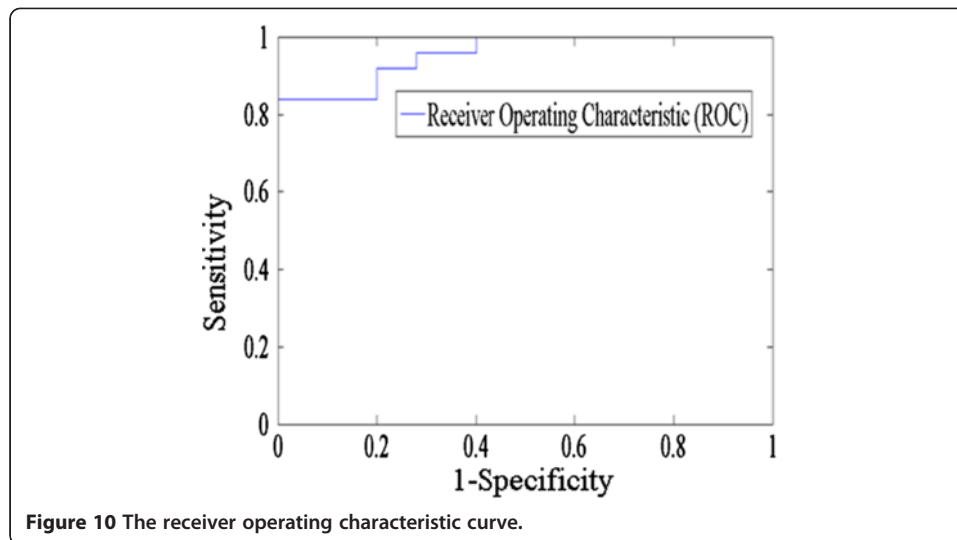 1
0.8
0.6
0.4
0.2
0
Sensitivity
Receiver Operating Characteristic (ROC)
0 0.2 0.4 0.6 0.8 1
1-Specificity
Figure 10 The receiver operating characteristic curve.